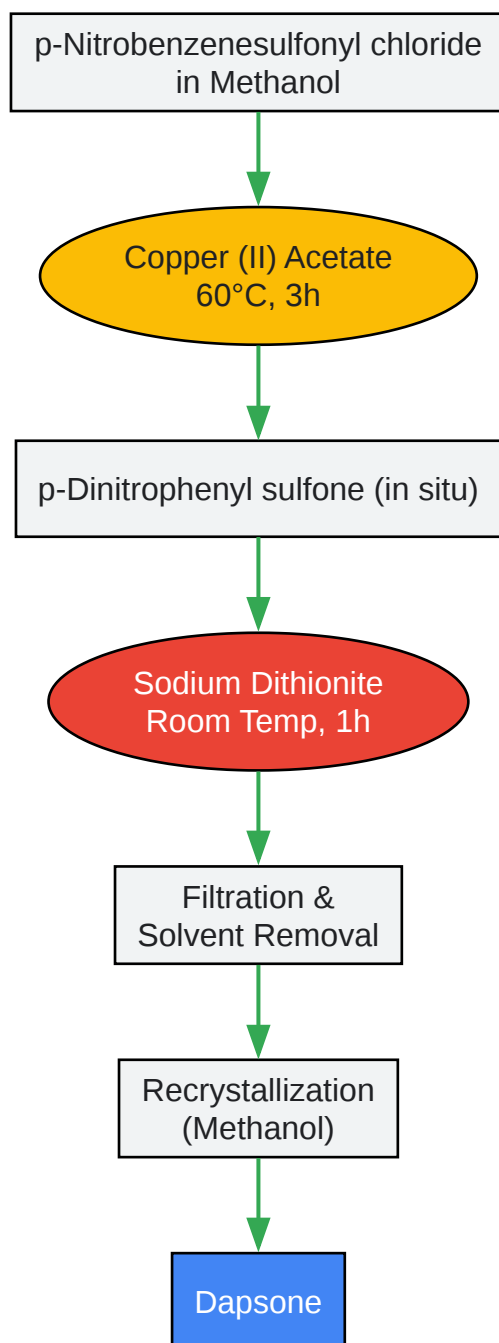 p-Nitrobenzenesulfonyl chloride
in Methanol
Copper (II) Acetate
60°C, 3h
p-Dinitrophenyl sulfone (in situ)
Sodium Dithionite
Room Temp, 1h
Filtration &
Solvent Removal
Recrystallization
(Methanol)
Dapsone